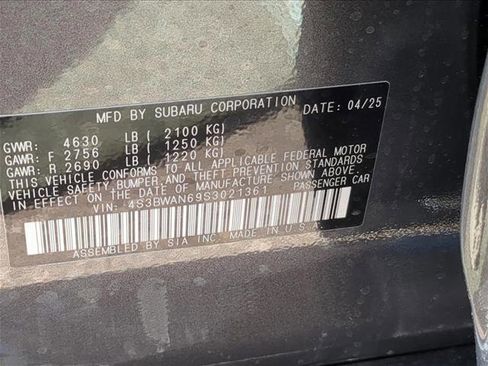 MFD BY SUBARU CORPORATION DATE: 04/25
GWVR: 4630 LB ( 2100 KG)
GAWR: F 2756 LB ( 1250 KG)
GAWR: R 2690 LB ( 1220 KG)
THIS VEHICLE CONFORMS TO ALL APPLICABLE FEDERAL MOTOR
VEHICLE SAFETY, BUMPER, AND THEFT PREVENTION STANDARDS
IN EFFECT ON THE DATE OF MANUFACTURE SHOWN ABOVE.
VIN: 4S3BWAN69S3021361 PASSENGER CAR
ASSEMBLED BY SIA INC. MADE IN U.S.A.